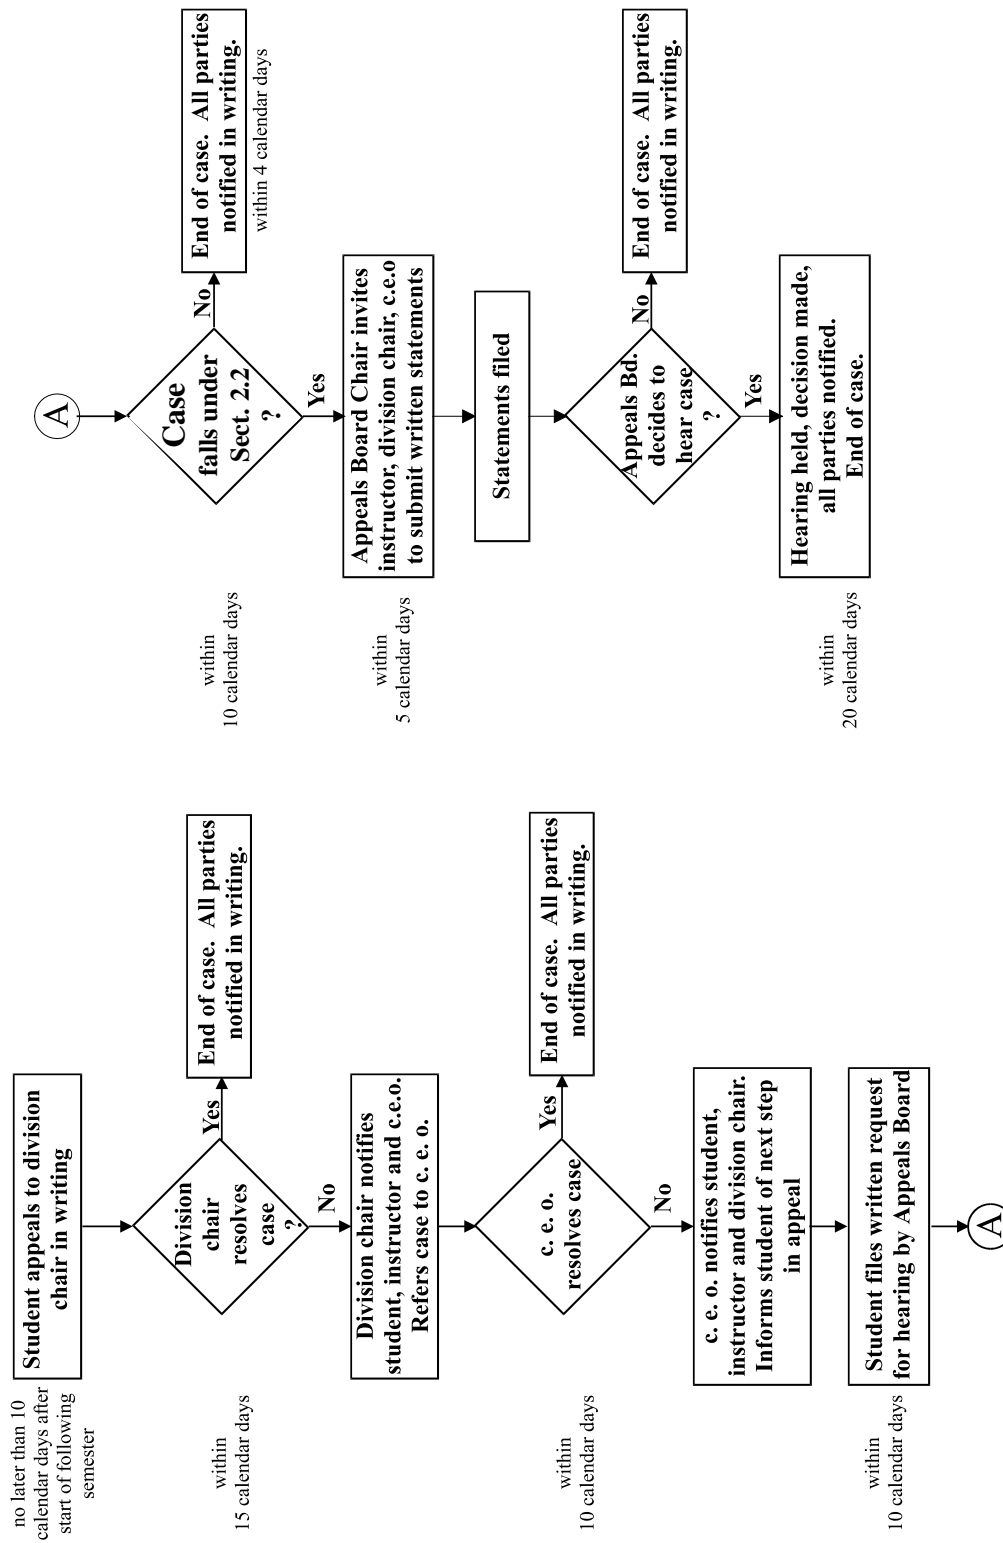 no later than 10
calendar days after
start of following
semester
Student appeals to division
chair in writing
within
15 calendar days
Division
chair
resolves
case
?
Yes
End of case.  All parties
notified in writing.
No
Division chair notifies
student, instructor and c.e.o.
Refers case to c. e. o.
within
10 calendar days
c. e. o.
resolves case
Yes
End of case.  All parties
notified in writing.
No
c. e. o. notifies student,
instructor and division chair.
Informs student of next step
in appeal
within
10 calendar days
Student files written request
for hearing by Appeals Board
A
A
within
10 calendar days
Case
falls under
Sect. 2.2
?
No
End of case.  All parties
notified in writing.
within 4 calendar days
Yes
within
5 calendar days
Appeals Board Chair invites
instructor, division chair, c.e.o
to submit written statements
Statements filed
Appeals Bd.
decides to
hear case
?
No
End of case.  All parties
notified in writing.
Yes
within
20 calendar days
Hearing held, decision made,
all parties notified.
End of case.